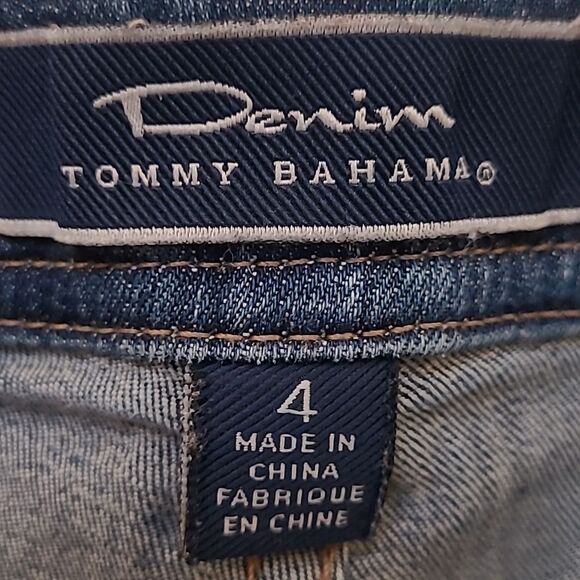 Denim
TOMMY BAHAMA®
4
MADE IN
CHINA
FABRIQUE
EN CHINE